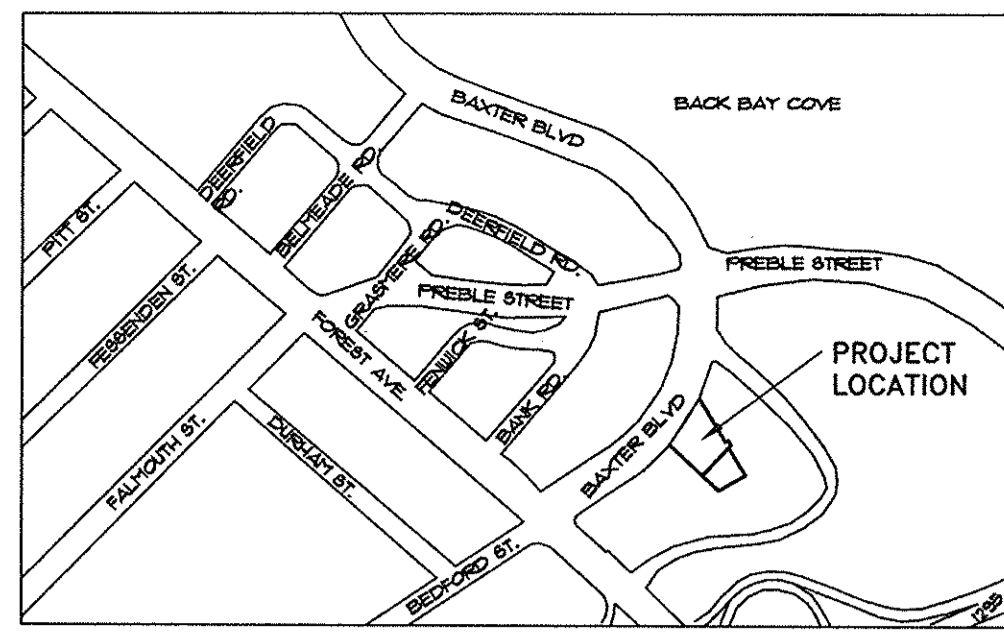 BACK BAY COVE
BAXTER BLVD
DEERFIELD
RD.
BELMEADE RD.
PITT ST.
GRASMERE RD.
DEERFIELD RD.
PREBLE STREET
FESSENDEN ST.
PREBLE STREET
FENWICK ST.
FOREST AVE
PROJECT
LOCATION
BANK RD.
BAXTER BLVD
FALMOUTH ST.
DURHAM ST.
BEDFORD ST.
I295